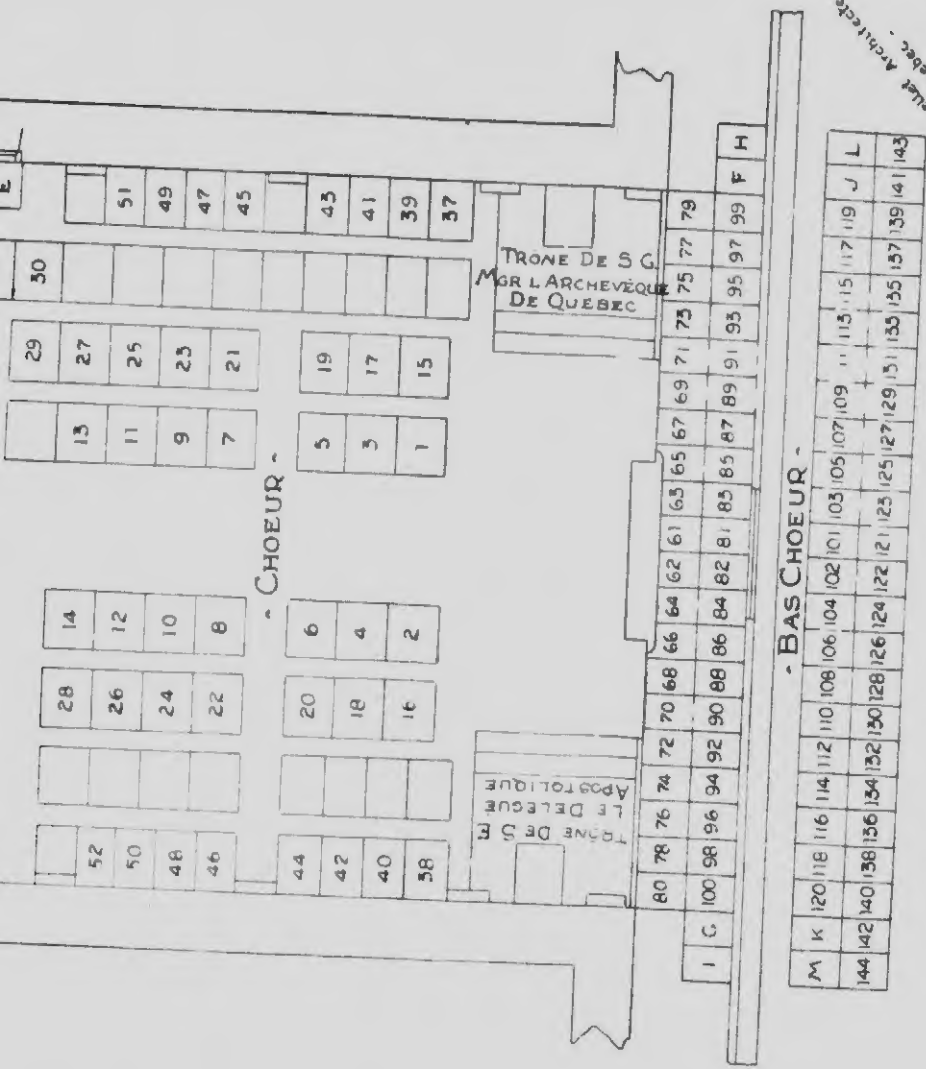 E
51 49 47 45 43 41 39 37
30
29 27 25 23 21 19 17 15
13 11 9 7 5 3 1
- CHOEUR -
14 12 10 8 6 4 2
28 26 24 22 20 18 16
52 50 48 46 44 42 40 38
TRÔNE DE S G
MGR L ARCHEVÊQUE
DE QUÉBEC
TRÔNE DE S E
LE DELEGUE
APOSTOLIQUE
80 78 76 74 72 70 68 66 64 62 61 63 65 67 69 71 73 75 77 79
I G 100 98 96 94 92 90 88 86 84 82 81 83 85 87 89 91 93 95 97 99 F H
- BAS CHOEUR -
M K 120 118 116 114 112 110 108 106 104 102 101 103 105 107 109 11 113 115 117 119 J L
144 142 140 138 136 134 132 130 128 126 124 122 121 123 125 127 129 131 133 135 137 139 141 143
Architecte